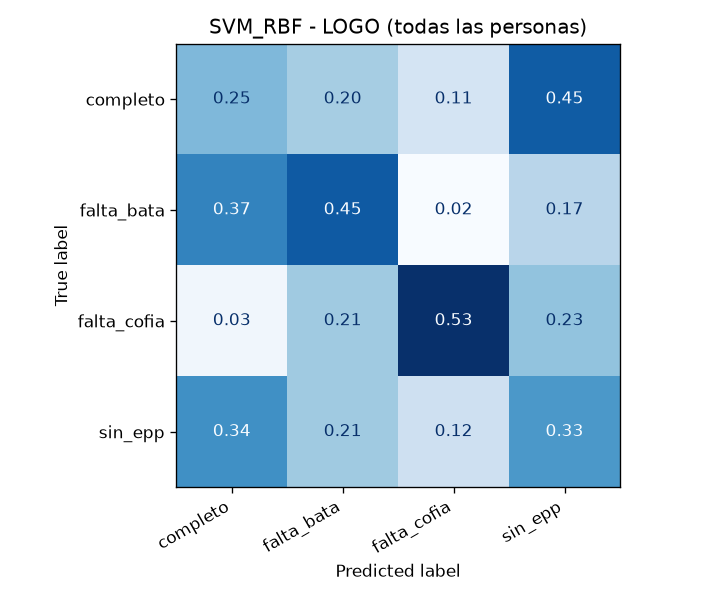 SVM_RBF - LOGO (todas las personas)
completo 0.25 0.20 0.11 0.45
falta_bata 0.37 0.45 0.02 0.17
falta_cofia 0.03 0.21 0.53 0.23
sin_epp 0.34 0.21 0.12 0.33
True label
completo falta_bata falta_cofia sin_epp
Predicted label